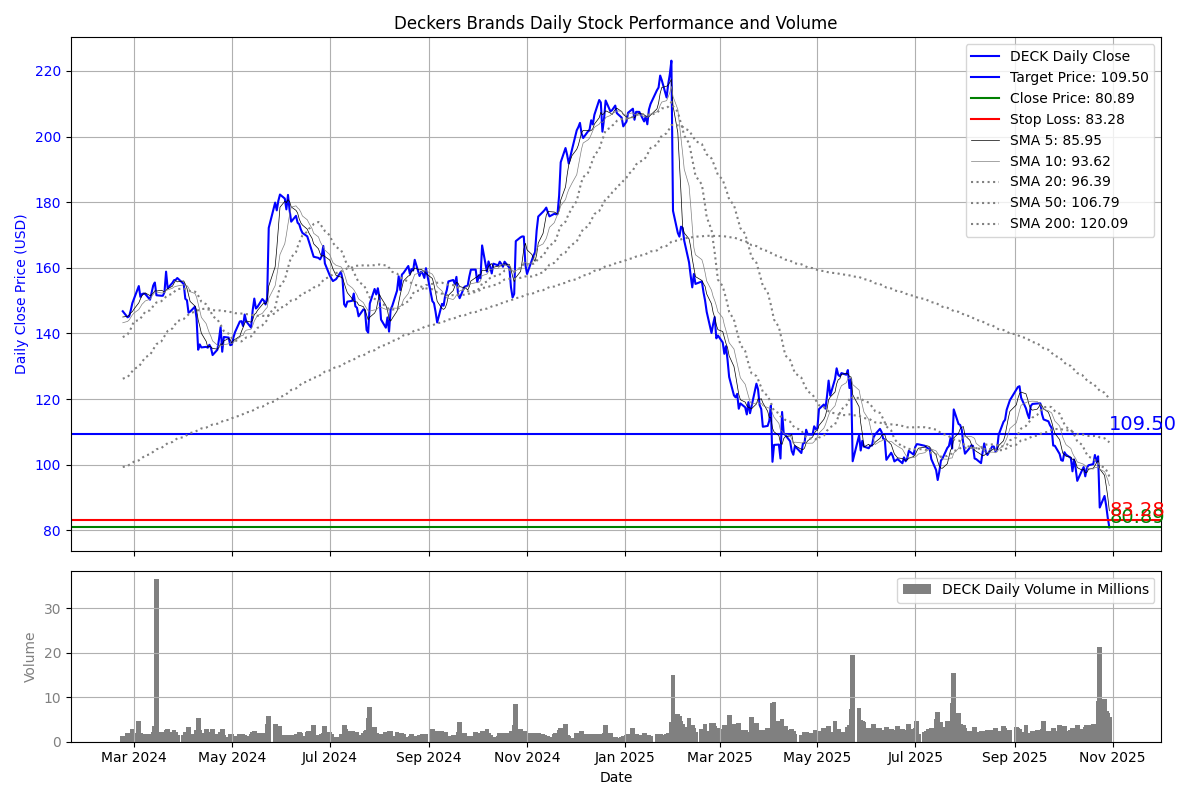 Deckers Brands Daily Stock Performance and Volume
Daily Close Price (USD)
220
200
180
160
140
120
100
80
DECK Daily Close
Target Price: 109.50
Close Price: 80.89
Stop Loss: 83.28
SMA 5: 85.95
SMA 10: 93.62
SMA 20: 96.39
SMA 50: 106.79
SMA 200: 120.09
109.50
83.28
80.89
Volume
30
20
10
0
DECK Daily Volume in Millions
Mar 2024 May 2024 Jul 2024 Sep 2024 Nov 2024 Jan 2025 Mar 2025 May 2025 Jul 2025 Sep 2025 Nov 2025
Date